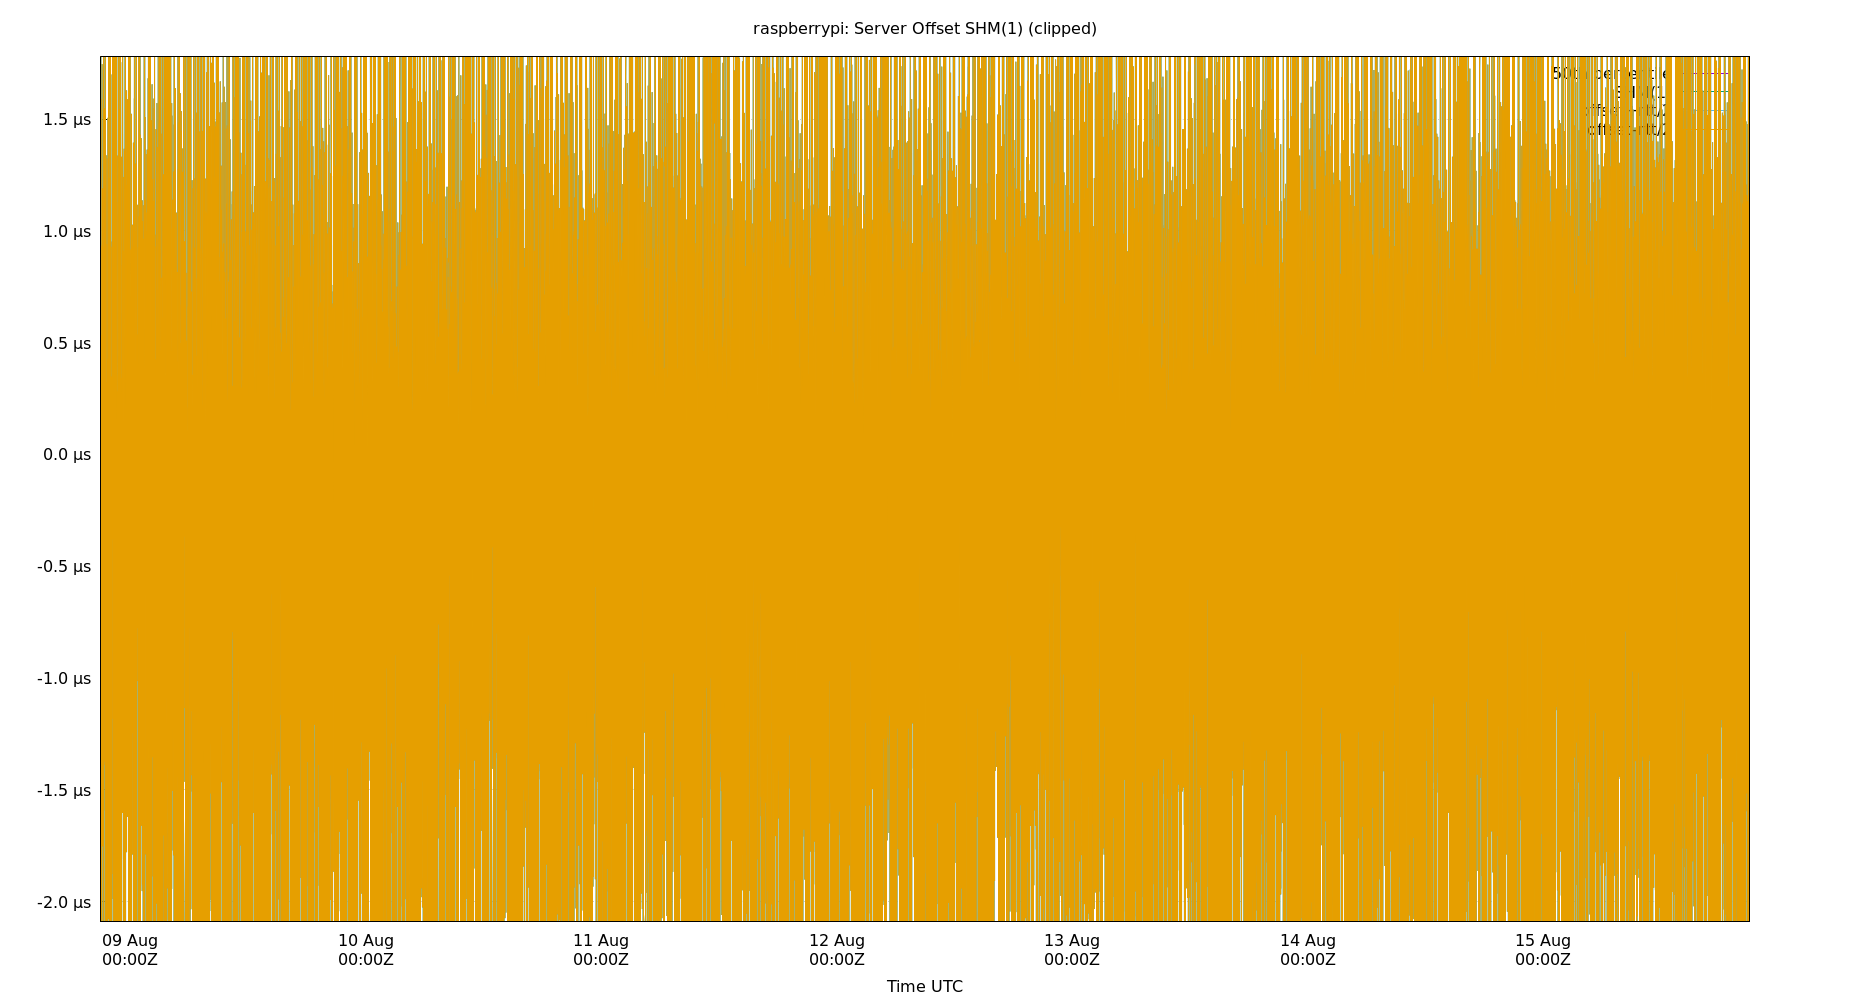 raspberrypi: Server Offset SHM(1) (clipped)
1.5 µs
1.0 µs
0.5 µs
0.0 µs
-0.5 µs
-1.0 µs
-1.5 µs
-2.0 µs
09 Aug 10 Aug 11 Aug 12 Aug 13 Aug 14 Aug 15 Aug
00:00Z 00:00Z 00:00Z 00:00Z 00:00Z 00:00Z 00:00Z
Time UTC